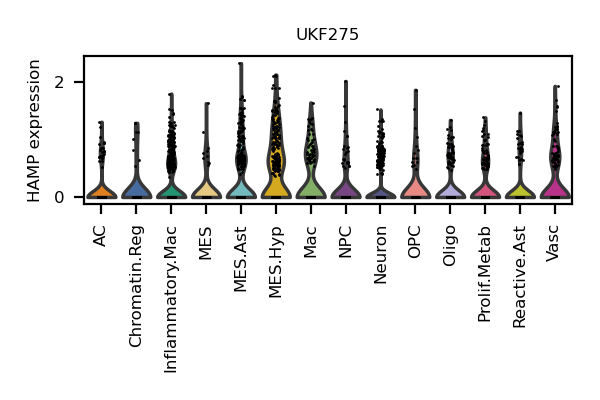 UKF275
HAMP expression
2
0
AC
Chromatin.Reg
Inflammatory.Mac
MES
MES.Ast
MES.Hyp
Mac
NPC
Neuron
OPC
Oligo
Prolif.Metab
Reactive.Ast
Vasc